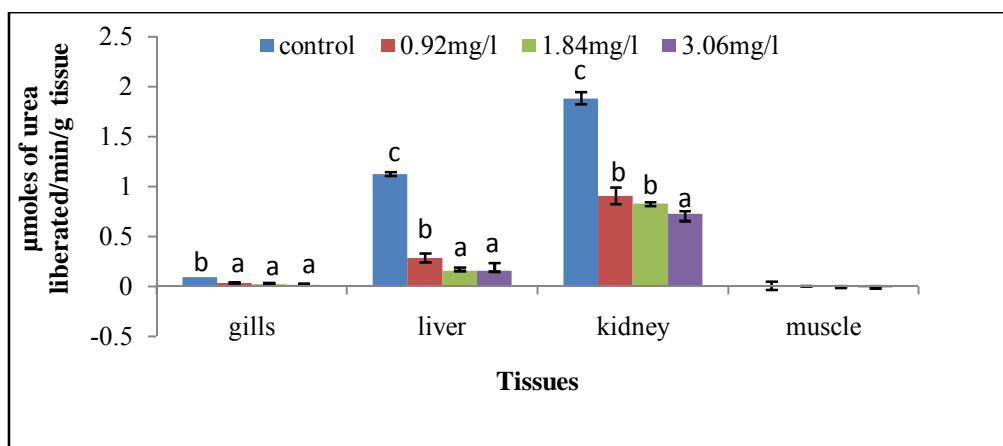 2.5
2
1.5
1
0.5
0
-0.5
µmoles of urea
liberated/min/g tissue
control 0.92mg/l 1.84mg/l 3.06mg/l
b a a a
c b a a
c b b a
gills liver kidney muscle
Tissues